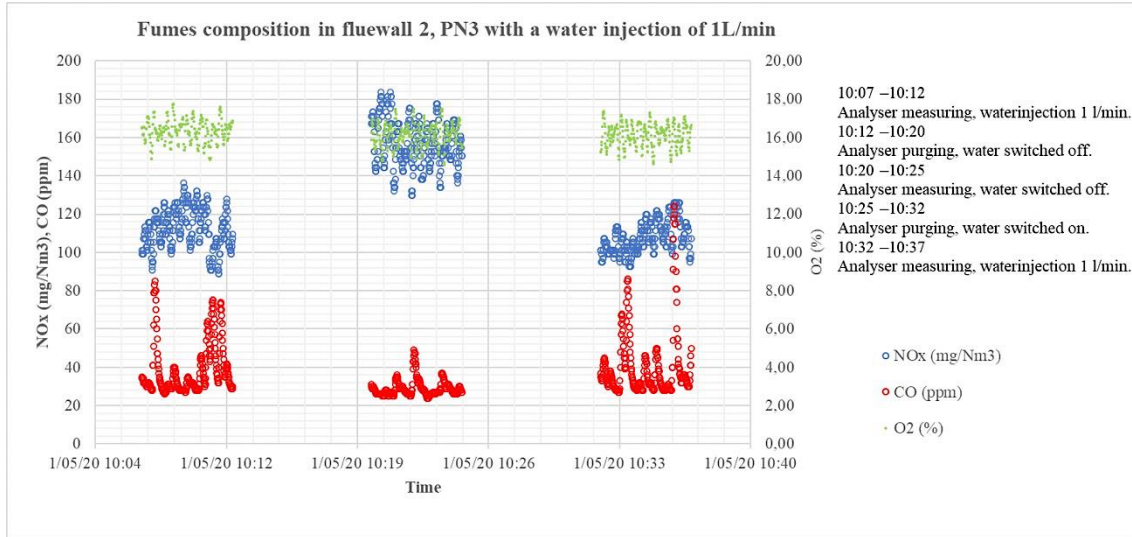 Fumes composition in fluewall 2, PN3 with a water injection of 1L/min
200
180
160
140
120
100
80
60
40
20
0
NOx (mg/Nm3), CO (ppm)
20,00
18,00
16,00
14,00
12,00
10,00
8,00
6,00
4,00
2,00
0,00
O2 (%)
1/05/20 10:04 1/05/20 10:12 1/05/20 10:19 1/05/20 10:26 1/05/20 10:33 1/05/20 10:40
Time
10:07 –10:12
Analyser measuring, waterinjection 1 l/min.
10:12 –10:20
Analyser purging, water switched off.
10:20 –10:25
Analyser measuring, water switched off.
10:25 –10:32
Analyser purging, water switched on.
10:32 –10:37
Analyser measuring, waterinjection 1 l/min.
NOx (mg/Nm3)
CO (ppm)
O2 (%)